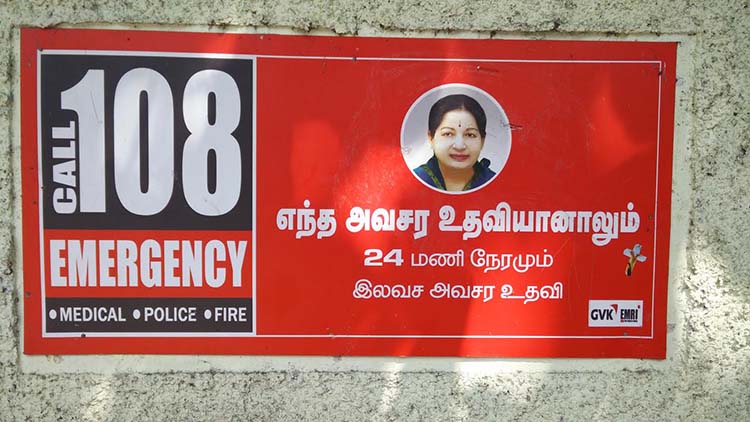 CALL 108
EMERGENCY
• MEDICAL • POLICE • FIRE
எந்த அவசர உதவியானாலும்
24 மணி நேரமும்
இலவச அவசர உதவி
GVK EMRI